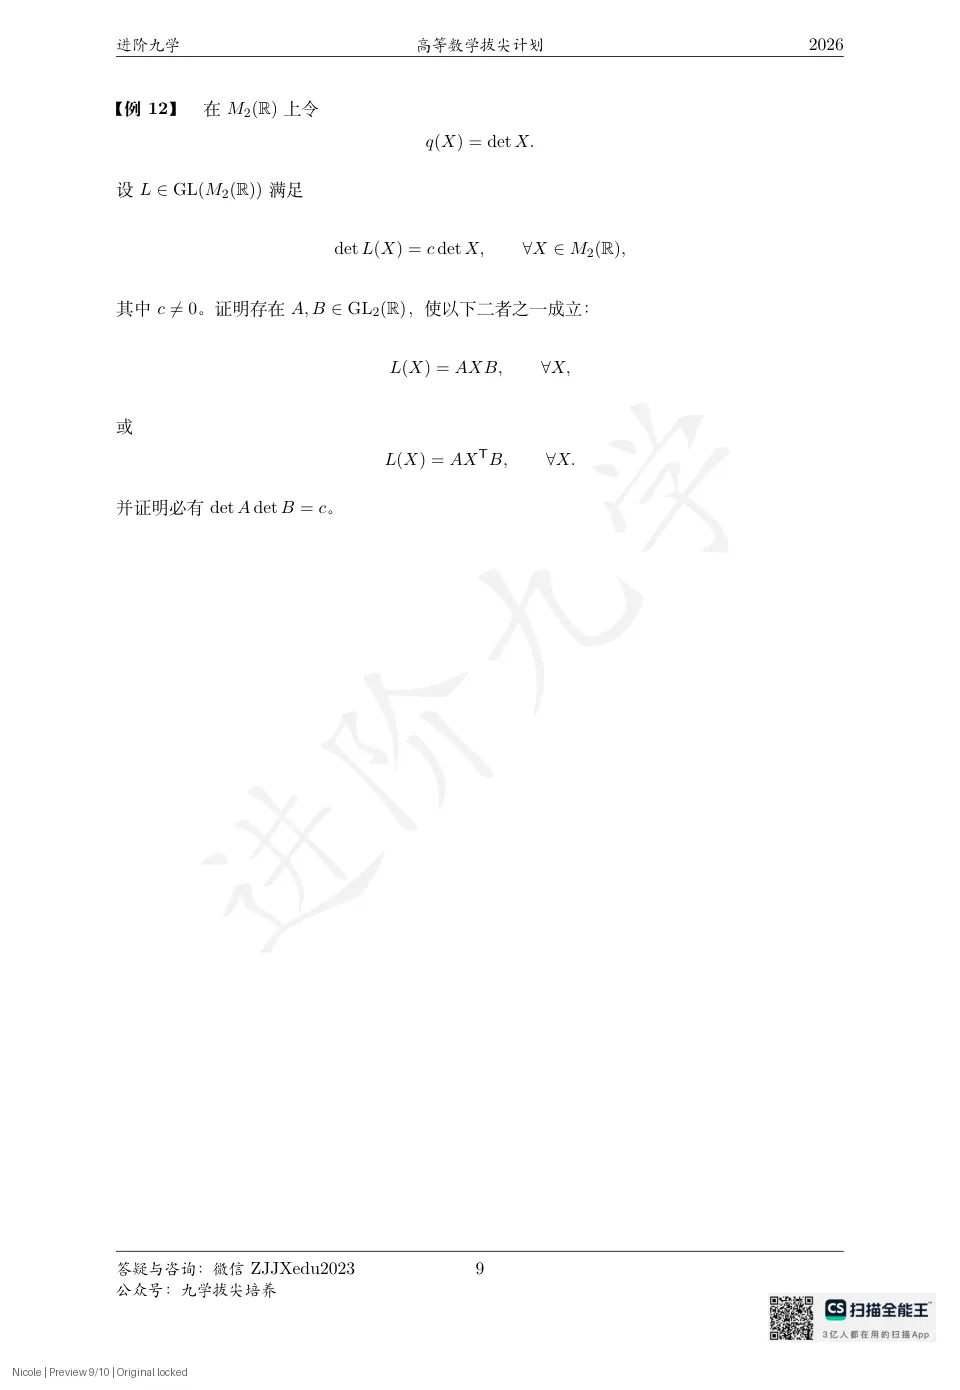 进阶九学 高等数学拔尖计划 2026
【例 12】 在 M₂(ℝ) 上令
q(X) = det X.
设 L ∈ GL(M₂(ℝ)) 满足
det L(X) = c det X, ∀X ∈ M₂(ℝ),
其中 c ≠ 0。证明存在 A, B ∈ GL₂(ℝ)，使以下二者之一成立：
L(X) = AXB, ∀X,
或
L(X) = AXᵀB, ∀X.
并证明必有 det A det B = c。
进阶九学
答疑与咨询：微信 ZJJXedu2023 9
公众号：九学拔尖培养
CS 扫描全能王™
3亿人都在用的扫描App
Nicole | Preview 9/10 | Original locked